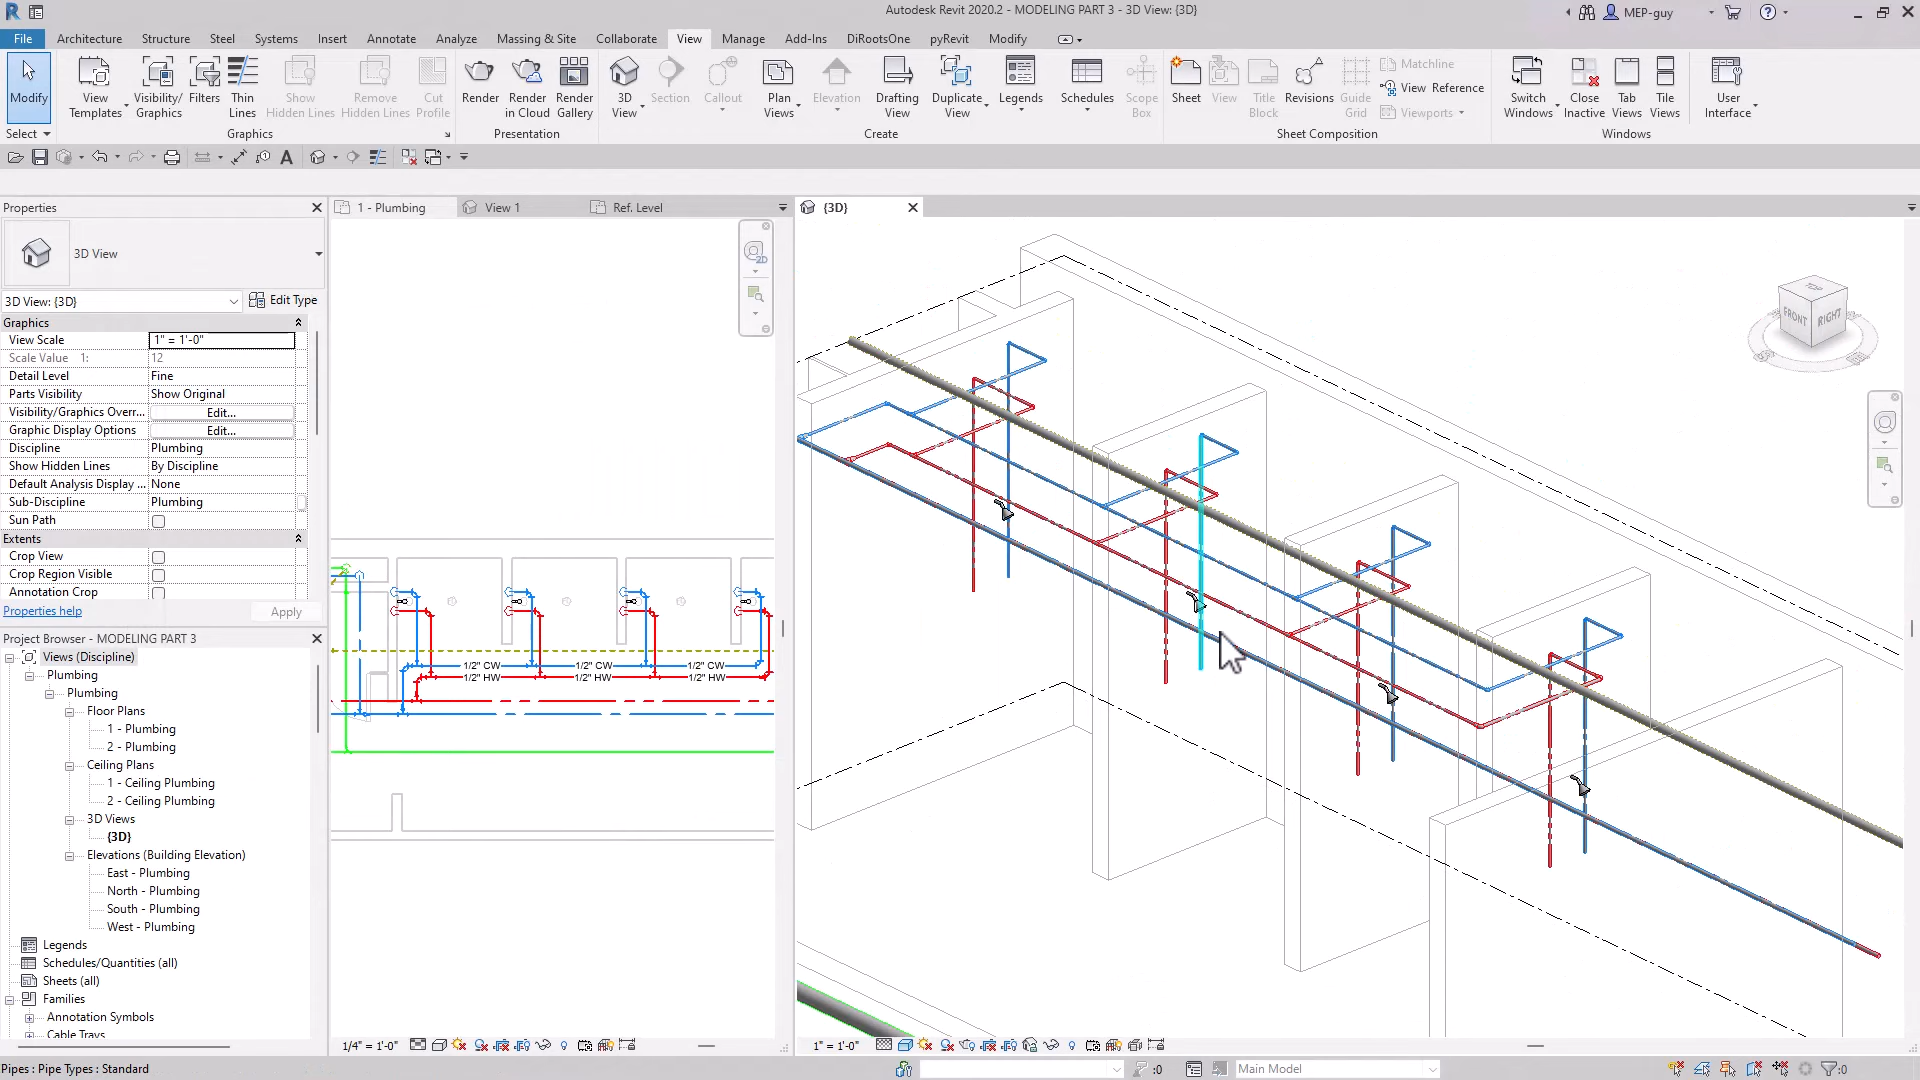 Autodesk Revit 2020.2 - MODELING PART 3 - 3D View: {3D}
MEP-guy
File Architecture Structure Steel Systems Insert Annotate Analyze Massing & Site Collaborate View Manage Add-Ins DiRootsOne pyRevit Modify
Modify
View Templates
Visibility/ Graphics
Filters
Thin Lines
Show Hidden Lines
Remove Hidden Lines
Cut Profile
Render
Render in Cloud
Render Gallery
3D View
Section
Callout
Plan Views
Elevation
Drafting View
Duplicate View
Legends
Schedules
Scope Box
Sheet
View
Title Block
Revisions
Guide Grid
Matchline
View Reference
Viewports
Switch Windows
Close Inactive
Tab Views
Tile Views
User Interface
Select Graphics Presentation Create Sheet Composition Windows
Properties
3D View
3D View: {3D}
Edit Type
Graphics
View Scale 1" = 1'-0"
Scale Value 1: 12
Detail Level Fine
Parts Visibility Show Original
Visibility/Graphics Overr... Edit...
Graphic Display Options Edit...
Discipline Plumbing
Show Hidden Lines By Discipline
Default Analysis Display ... None
Sub-Discipline Plumbing
Sun Path
Extents
Crop View
Crop Region Visible
Annotation Crop
Properties help Apply
Project Browser - MODELING PART 3
Views (Discipline)
Plumbing
Plumbing
Floor Plans
1 - Plumbing
2 - Plumbing
Ceiling Plans
1 - Ceiling Plumbing
2 - Ceiling Plumbing
3D Views
{3D}
Elevations (Building Elevation)
East - Plumbing
North - Plumbing
South - Plumbing
West - Plumbing
Legends
Schedules/Quantities (all)
Sheets (all)
Families
Annotation Symbols
Cable Trays
1 - Plumbing View 1 Ref. Level
2D
1/2" CW 1/2" CW 1/2" CW
1/2" HW 1/2" HW 1/2" HW
1/4" = 1'-0"
{3D}
TOP
FRONT RIGHT
1" = 1'-0"
Pipes : Pipe Types : Standard
:0
Main Model
:0